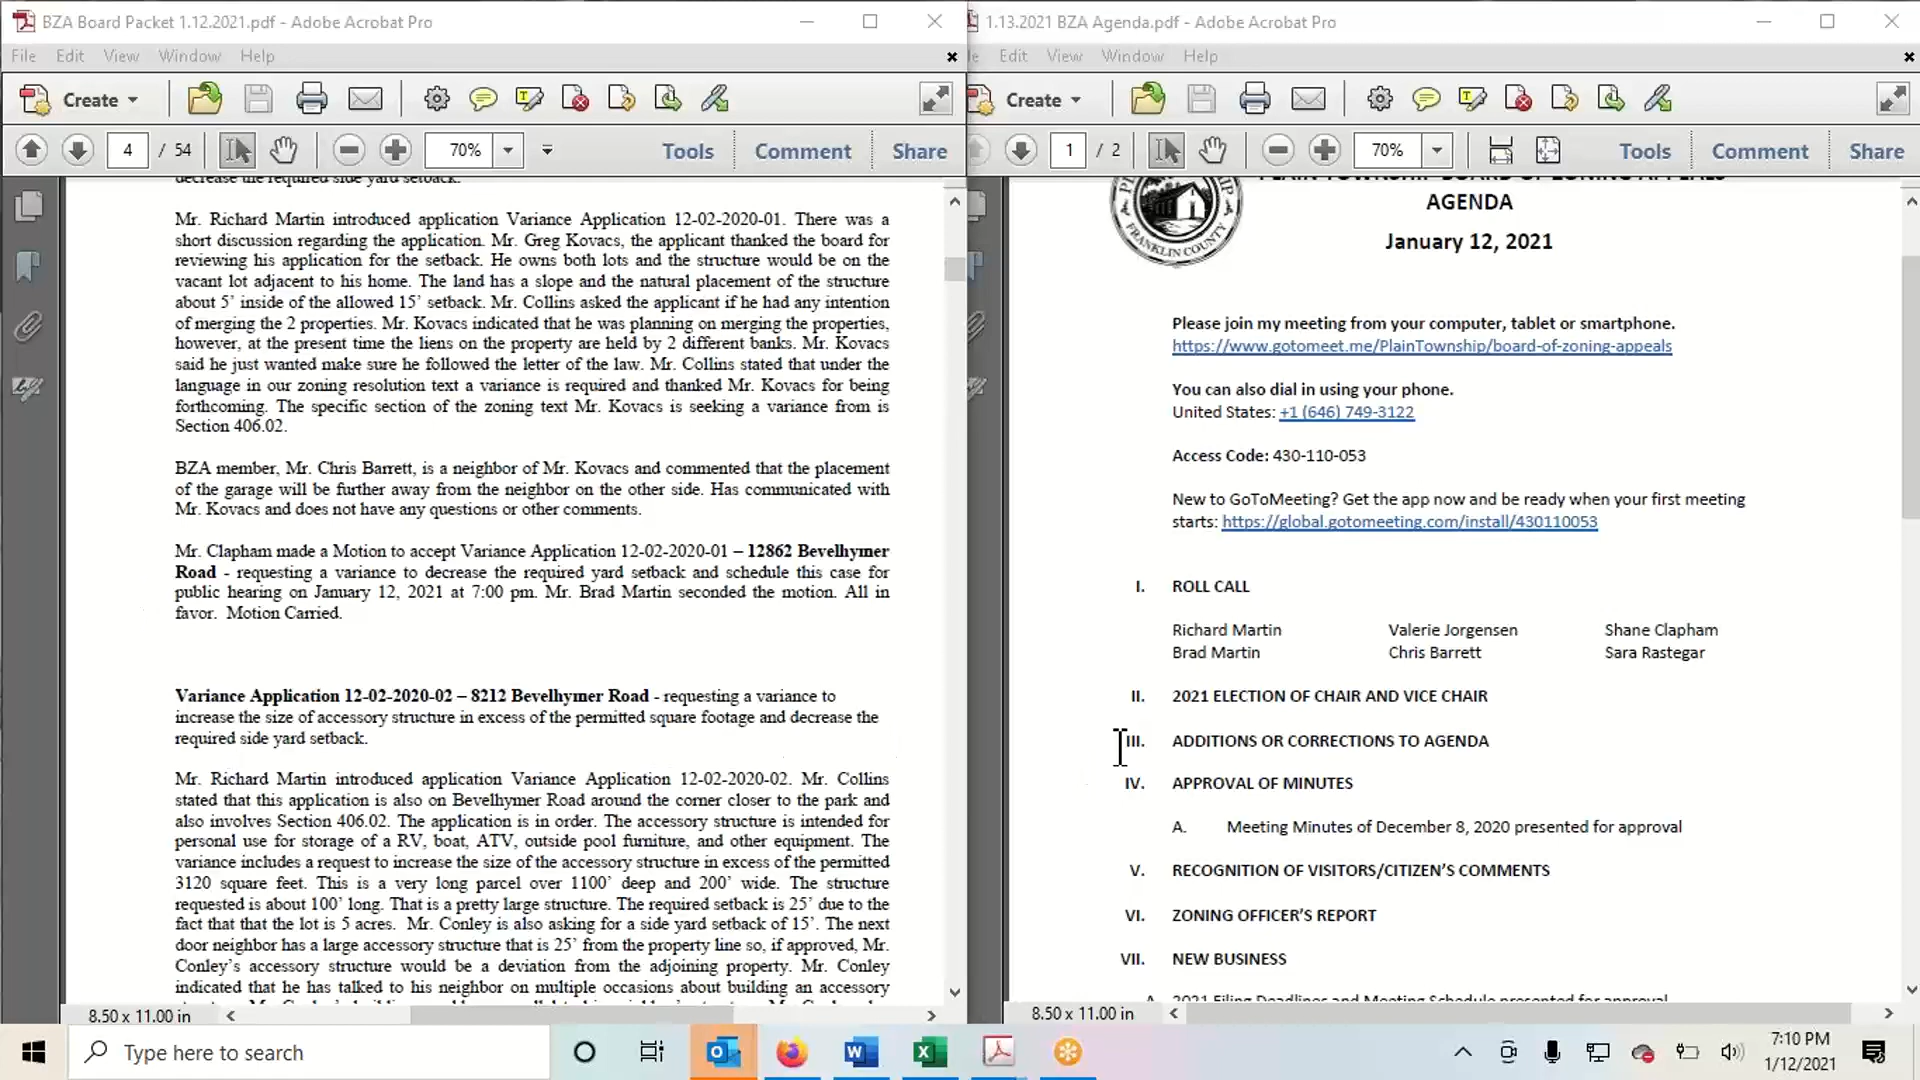 BZA Board Packet 1.12.2021.pdf - Adobe Acrobat Pro
File Edit View Window Help
Create
4 / 54
70%
Tools Comment Share
decrease the required side yard setback.
Mr. Richard Martin introduced application Variance Application 12-02-2020-01. There was a
short discussion regarding the application. Mr. Greg Kovacs, the applicant thanked the board for
reviewing his application for the setback. He owns both lots and the structure would be on the
vacant lot adjacent to his home. The land has a slope and the natural placement of the structure
about 5’ inside of the allowed 15’ setback. Mr. Collins asked the applicant if he had any intention
of merging the 2 properties. Mr. Kovacs indicated that he was planning on merging the properties,
however, at the present time the liens on the property are held by 2 different banks. Mr. Kovacs
said he just wanted make sure he followed the letter of the law. Mr. Collins stated that under the
language in our zoning resolution text a variance is required and thanked Mr. Kovacs for being
forthcoming. The specific section of the zoning text Mr. Kovacs is seeking a variance from is
Section 406.02.
BZA member, Mr. Chris Barrett, is a neighbor of Mr. Kovacs and commented that the placement
of the garage will be further away from the neighbor on the other side. Has communicated with
Mr. Kovacs and does not have any questions or other comments.
Mr. Clapham made a Motion to accept Variance Application 12-02-2020-01 – 12862 Bevelhymer
Road - requesting a variance to decrease the required yard setback and schedule this case for
public hearing on January 12, 2021 at 7:00 pm. Mr. Brad Martin seconded the motion. All in
favor. Motion Carried.
Variance Application 12-02-2020-02 – 8212 Bevelhymer Road - requesting a variance to
increase the size of accessory structure in excess of the permitted square footage and decrease the
required side yard setback.
Mr. Richard Martin introduced application Variance Application 12-02-2020-02. Mr. Collins
stated that this application is also on Bevelhymer Road around the corner closer to the park and
also involves Section 406.02. The application is in order. The accessory structure is intended for
personal use for storage of a RV, boat, ATV, outside pool furniture, and other equipment. The
variance includes a request to increase the size of the accessory structure in excess of the permitted
3120 square feet. This is a very long parcel over 1100’ deep and 200’ wide. The structure
requested is about 100’ long. That is a pretty large structure. The required setback is 25’ due to the
fact that that the lot is 5 acres. Mr. Conley is also asking for a side yard setback of 15’. The next
door neighbor has a large accessory structure that is 25’ from the property line so, if approved, Mr.
Conley’s accessory structure would be a deviation from the adjoining property. Mr. Conley
indicated that he has talked to his neighbor on multiple occasions about building an accessory
8.50 x 11.00 in
1.13.2021 BZA Agenda.pdf - Adobe Acrobat Pro
Edit View Window Help
Create
1 / 2
70%
Tools Comment Share
PLAIN TOWNSHIP BOARD OF ZONING APPEALS
AGENDA
January 12, 2021
FRANKLIN COUNTY
Please join my meeting from your computer, tablet or smartphone.
https://www.gotomeet.me/PlainTownship/board-of-zoning-appeals
You can also dial in using your phone.
United States: +1 (646) 749-3122
Access Code: 430-110-053
New to GoToMeeting? Get the app now and be ready when your first meeting
starts: https://global.gotomeeting.com/install/430110053
I. ROLL CALL
Richard Martin Valerie Jorgensen Shane Clapham
Brad Martin Chris Barrett Sara Rastegar
II. 2021 ELECTION OF CHAIR AND VICE CHAIR
III. ADDITIONS OR CORRECTIONS TO AGENDA
IV. APPROVAL OF MINUTES
A. Meeting Minutes of December 8, 2020 presented for approval
V. RECOGNITION OF VISITORS/CITIZEN’S COMMENTS
VI. ZONING OFFICER’S REPORT
VII. NEW BUSINESS
A. 2021 Filing Deadlines and Meeting Schedule presented for approval
8.50 x 11.00 in
Type here to search
7:10 PM
1/12/2021